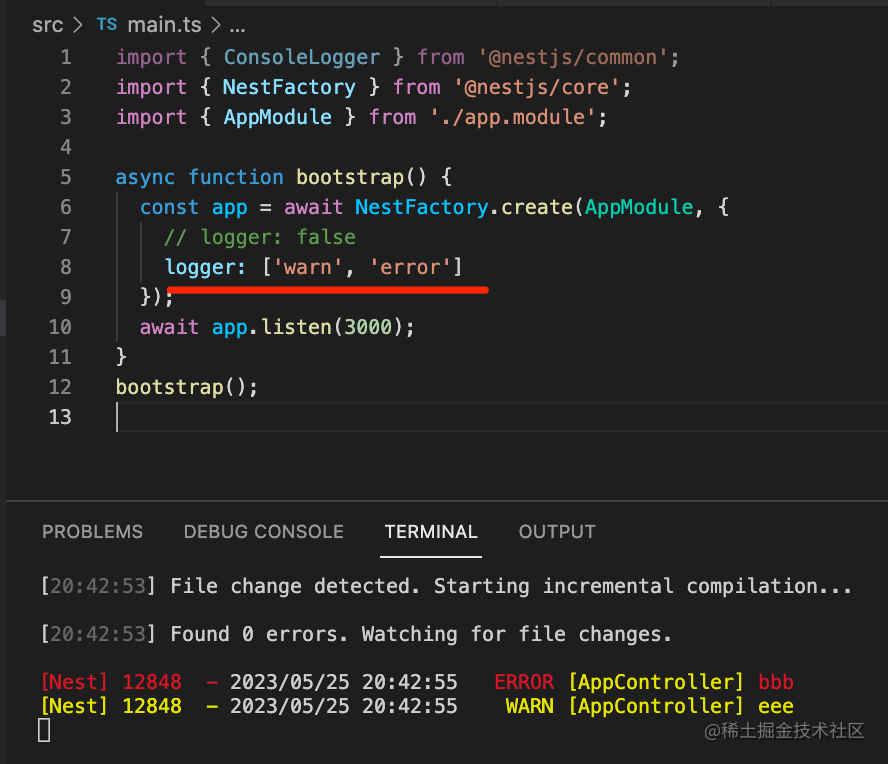 src > TS main.ts > ...
1 import { ConsoleLogger } from '@nestjs/common';
2 import { NestFactory } from '@nestjs/core';
3 import { AppModule } from './app.module';
4
5 async function bootstrap() {
6   const app = await NestFactory.create(AppModule, {
7     // logger: false
8     logger: ['warn', 'error']
9   });
10   await app.listen(3000);
11 }
12 bootstrap();
13
PROBLEMS DEBUG CONSOLE TERMINAL OUTPUT
[20:42:53] File change detected. Starting incremental compilation...
[20:42:53] Found 0 errors. Watching for file changes.
[Nest] 12848  - 2023/05/25 20:42:55   ERROR [AppController] bbb
[Nest] 12848  - 2023/05/25 20:42:55    WARN [AppController] eee
@稀土掘金技术社区